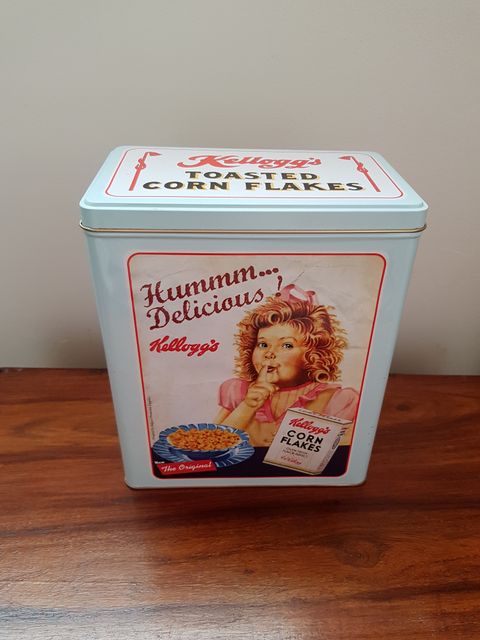 Kellogg's
TOASTED
CORN FLAKES
Hummm...
Delicious!
Kellogg's
Kellogg's
CORN
FLAKES
The Original